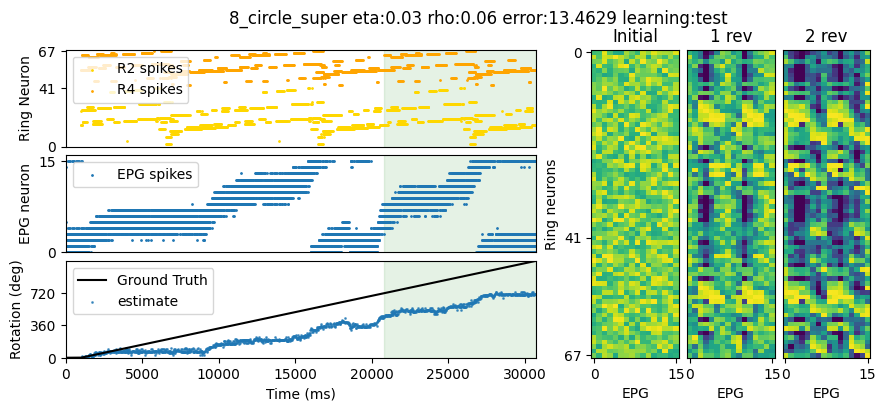 8_circle_super eta:0.03 rho:0.06 error:13.4629 learning:test
Ring Neuron
67
41
0
R2 spikes
R4 spikes
EPG neuron
15
0
EPG spikes
Rotation (deg)
720
360
0
Ground Truth
estimate
0 5000 10000 15000 20000 25000 30000
Time (ms)
Initial 1 rev 2 rev
Ring neurons
0
41
67
0 15 0 15 0 15
EPG EPG EPG